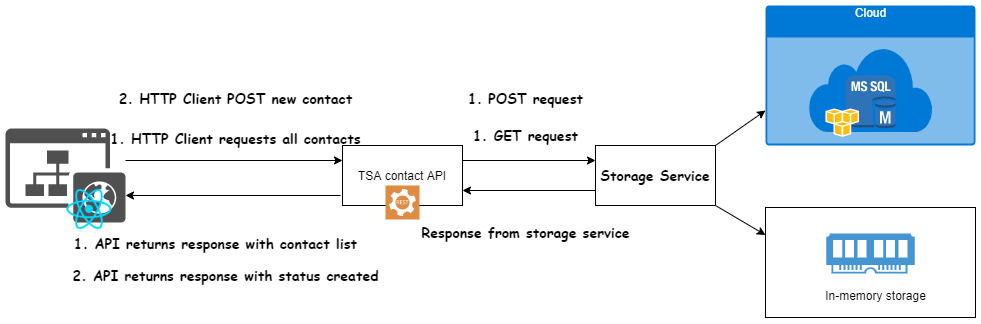 Cloud
MS SQL
M
2. HTTP Client POST new contact
1. POST request
1. HTTP Client requests all contacts
1. GET request
TSA contact API
REST
Storage Service
Response from storage service
1. API returns response with contact list
2. API returns response with status created
In-memory storage